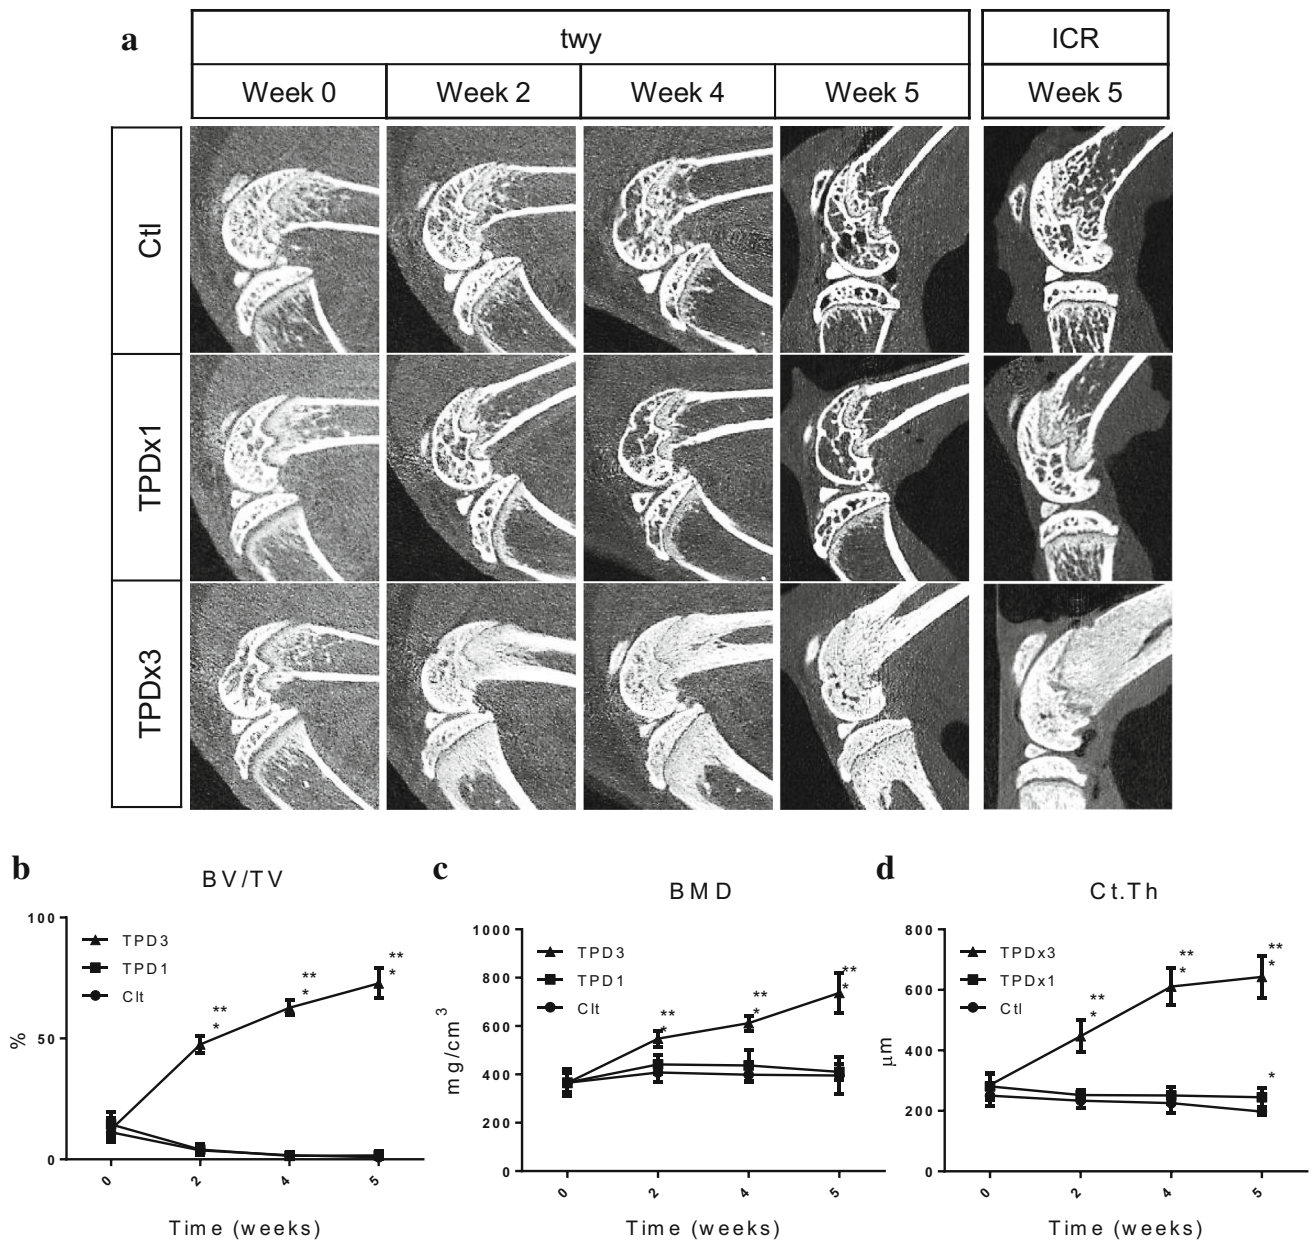 a
twy
ICR
Week 0
Week 2
Week 4
Week 5
Week 5
Ctl
TPDx1
TPDx3
b
BV/TV
100
50
0
%
TPD3
TPD1
Clt
**
*
**
*
**
*
0
2
4
5
Time (weeks)
c
BMD
1000
800
600
400
200
0
mg/cm³
TPD3
TPD1
Clt
**
*
**
*
**
*
0
2
4
5
Time (weeks)
d
Ct.Th
800
600
400
200
0
μm
TPDx3
TPDx1
Ctl
**
*
**
*
**
*
*
0
2
4
5
Time (weeks)